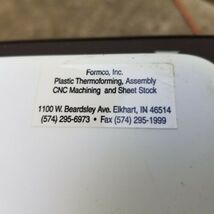 Formco, Inc.
Plastic Thermoforming, Assembly
CNC Machining and Sheet Stock
1100 W. Beardsley Ave. Elkhart, IN 46514
(574) 295-6973 • Fax (574) 295-1999